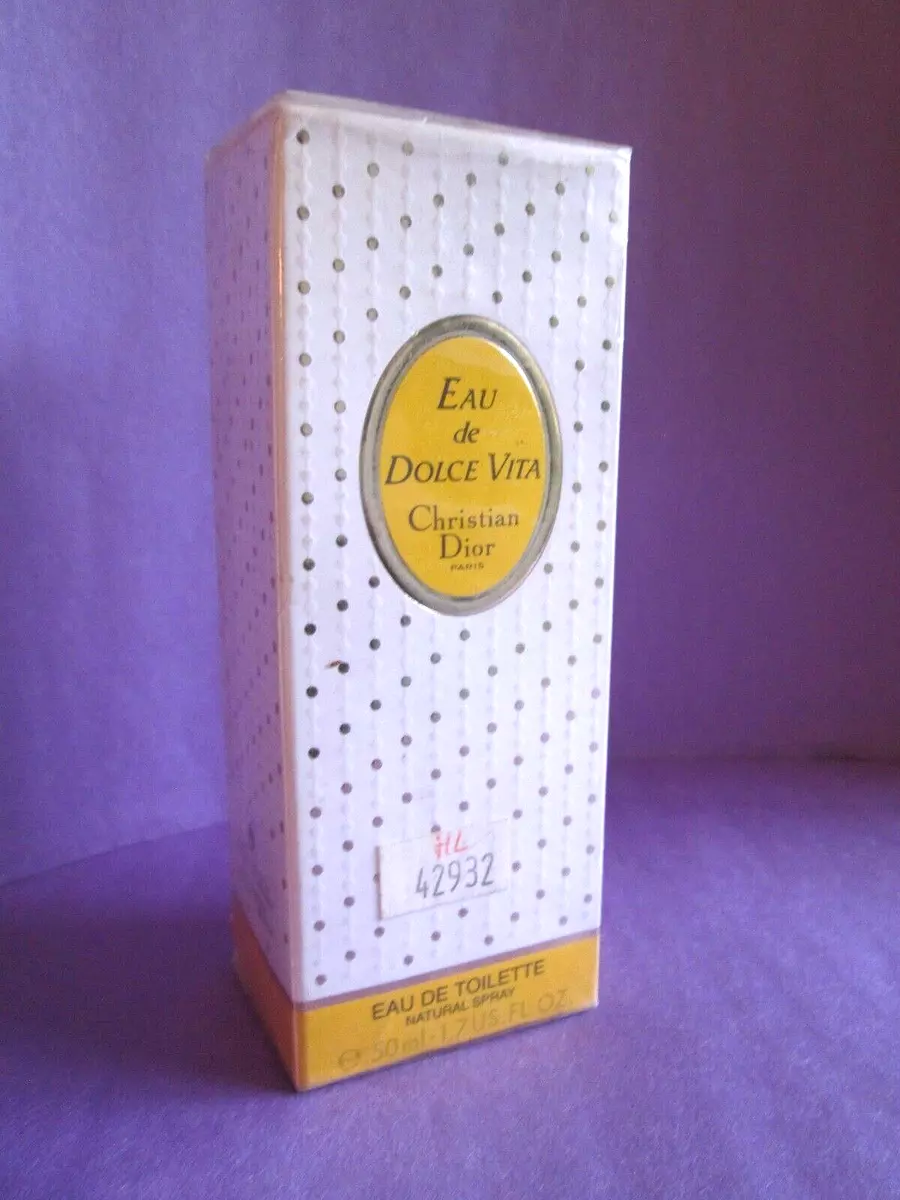 EAU
de
DOLCE VITA
Christian
Dior
PARIS
HL
42932
EAU DE TOILETTE
NATURAL SPRAY
50 ml - 1.7 US. FL. OZ.